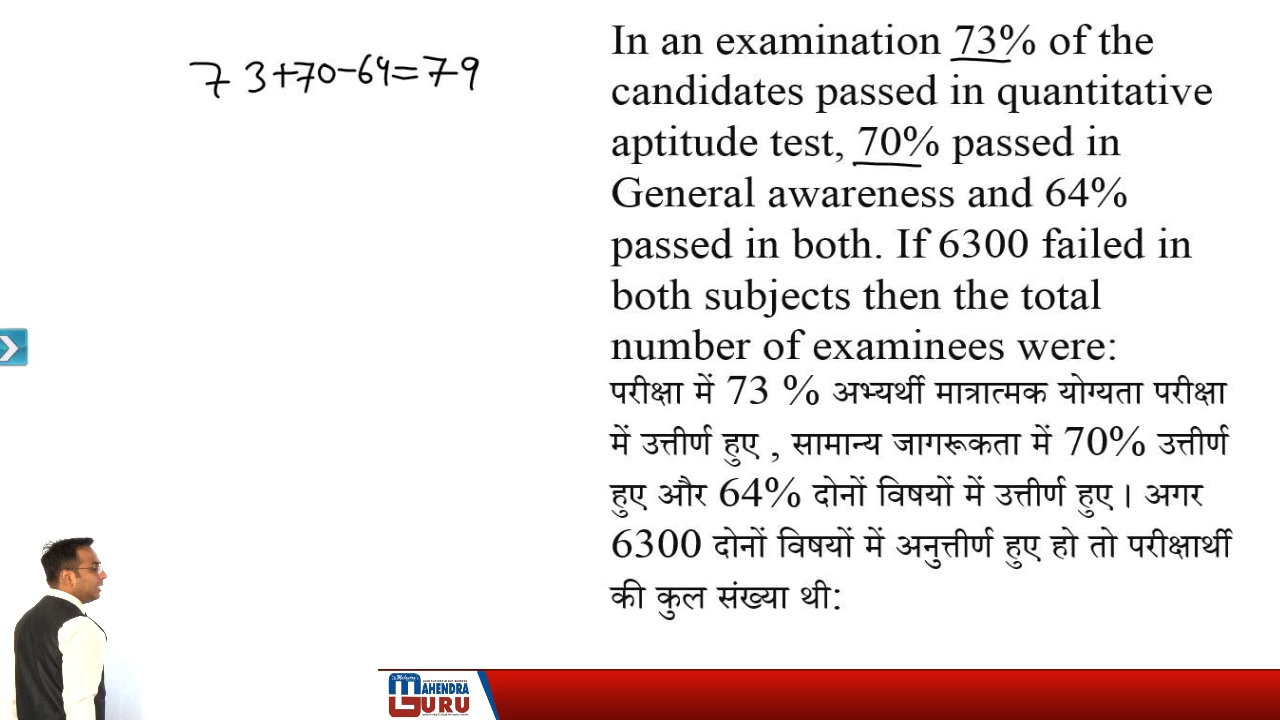 73+70-64=79
In an examination 73% of the
candidates passed in quantitative
aptitude test, 70% passed in
General awareness and 64%
passed in both. If 6300 failed in
both subjects then the total
number of examinees were:
परीक्षा में 73 % अभ्यर्थी मात्रात्मक योग्यता परीक्षा
में उत्तीर्ण हुए , सामान्य जागरूकता में 70% उत्तीर्ण
हुए और 64% दोनों विषयों में उत्तीर्ण हुए । अगर
6300 दोनों विषयों में अनुत्तीर्ण हुए हो तो परीक्षार्थी
की कुल संख्या थी:
MAHENDRA
GURU